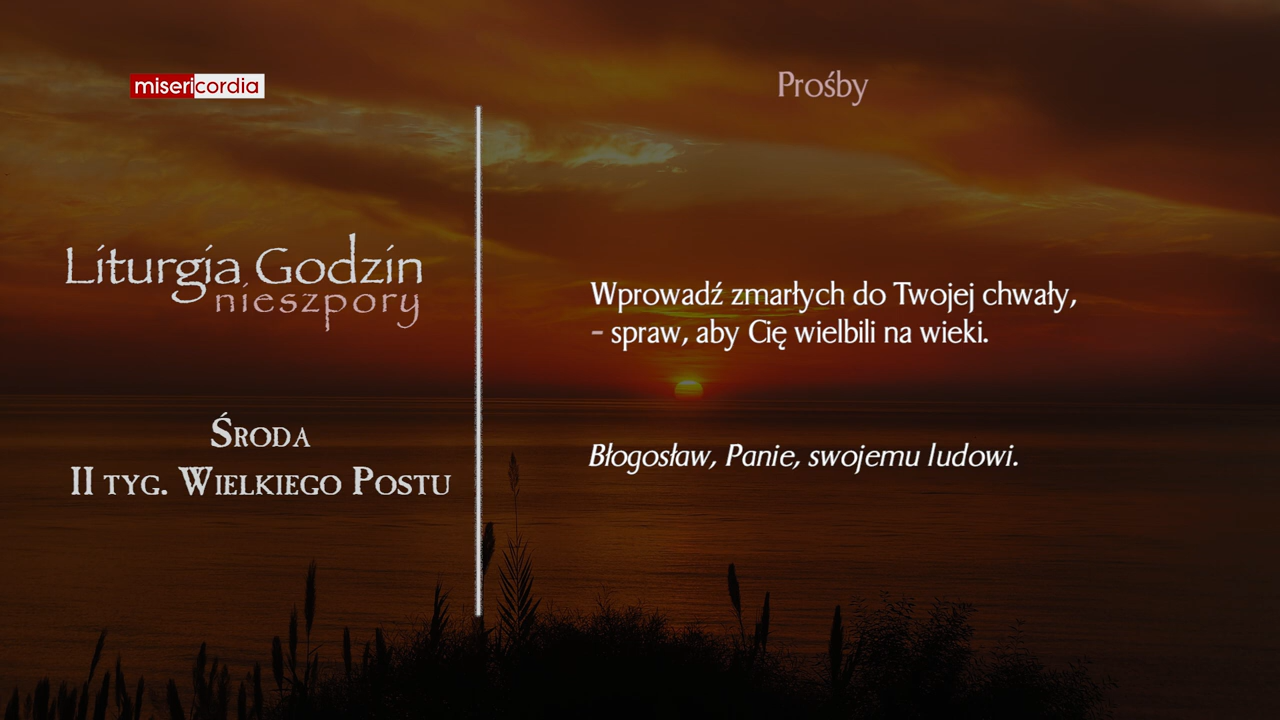 misericordia
Liturgia Godzin
nieszpory
Środa
II tyg. Wielkiego Postu
Prośby
Wprowadź zmarłych do Twojej chwały,
– spraw, aby Cię wielbili na wieki.
Błogosław, Panie, swojemu ludowi.